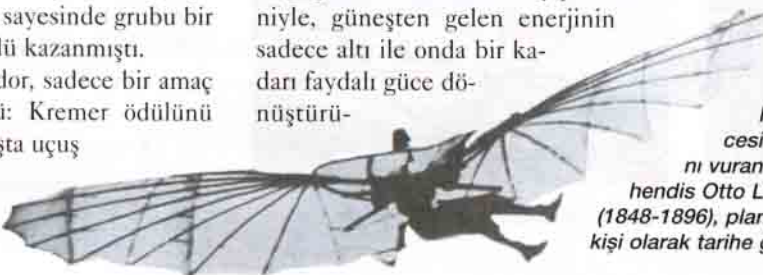 sayesinde grubu bir
lü kazanmıştı.
dor, sadece bir amaç
ü: Kremer ödülünü
şta uçuş
niyle, güneşten gelen enerjinin
sadece altı ile onda bir ka-
darı faydalı güce dö-
nüştürü-
cesi
nı vuran
hendis Otto L
(1848-1896), plan
kişi olarak tarihe g